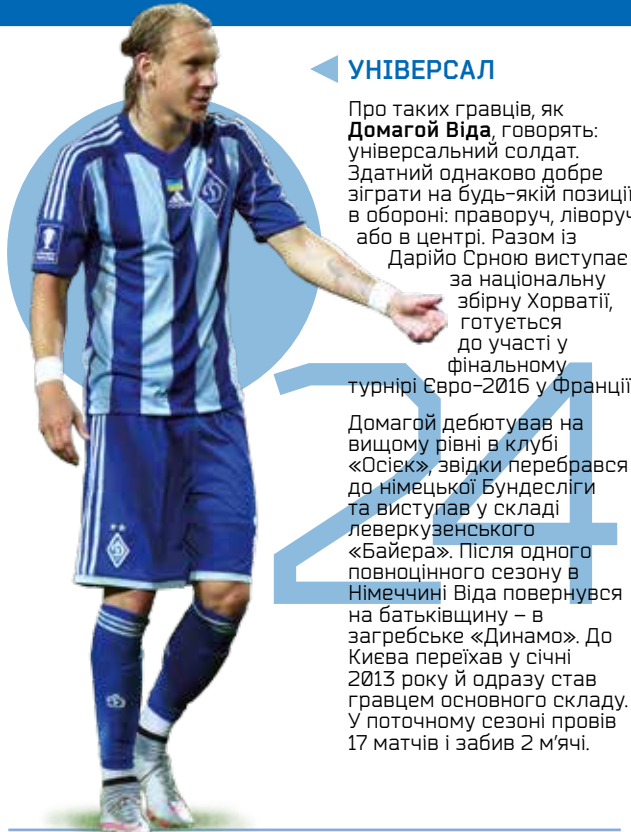 УНІВЕРСАЛ
Про таких гравців, як
Домагой Віда, говорять:
універсальний солдат.
Здатний однаково добре
зіграти на будь-якій позиції
в обороні: праворуч, ліворуч
або в центрі. Разом із
Дарійо Срною виступає
за національну
збірну Хорватії,
готується
до участі у
фінальному
турнірі Євро-2016 у Франції
Домагой дебютував на
вищому рівні в клубі
«Осієк», звідки перебрався
до німецької Бундесліги
та виступав у складі
леверкузенського
«Байєра». Після одного
повноцінного сезону в
Німеччині Віда повернувся
на батьківщину – в
загребське «Динамо». До
Києва переїхав у січні
2013 року й одразу став
гравцем основного складу.
У поточному сезоні провів
17 матчів і забив 2 м'ячі.
24
adidas